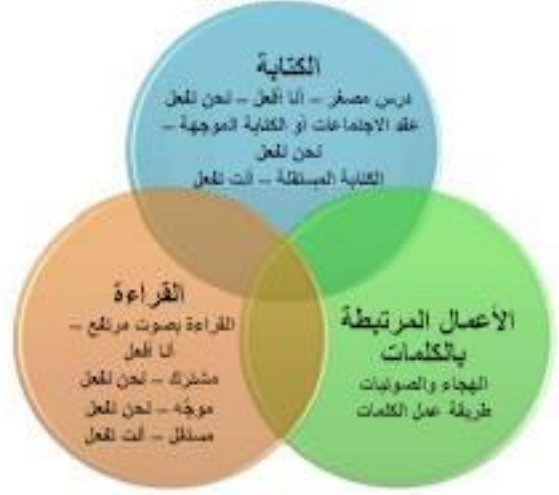 الكتابة
درس مصغر – أنا أفعل – نحن نفعل
عقد الاجتماعات أو الكتابة الموجهة –
نحن نفعل
الكتابة المستقلة – أنت تفعل
القراءة
القراءة بصوت مرتفع –
أنا أفعل
مشترك – نحن نفعل
موجّه – نحن نفعل
مستقل – أنت تفعل
الأعمال المرتبطة
بالكلمات
الهجاء والصوتيات
طريقة عمل الكلمات